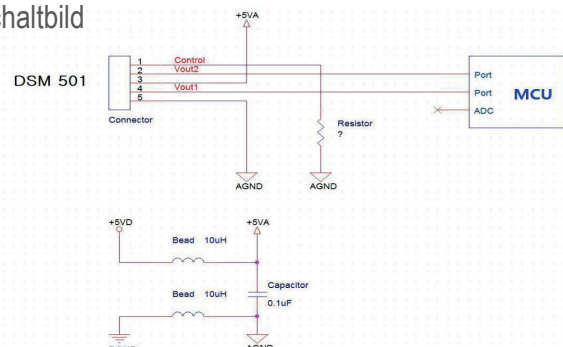 haltbild
+5VA
DSM 501
1 Control
2 Vout2
3
4 Vout1
5
Connector
Resistor
?
Port
Port
ADC
MCU
AGND
AGND
+5VD
+5VA
Bead 10uH
Capacitor
0.1uF
Bead 10uH
AGND